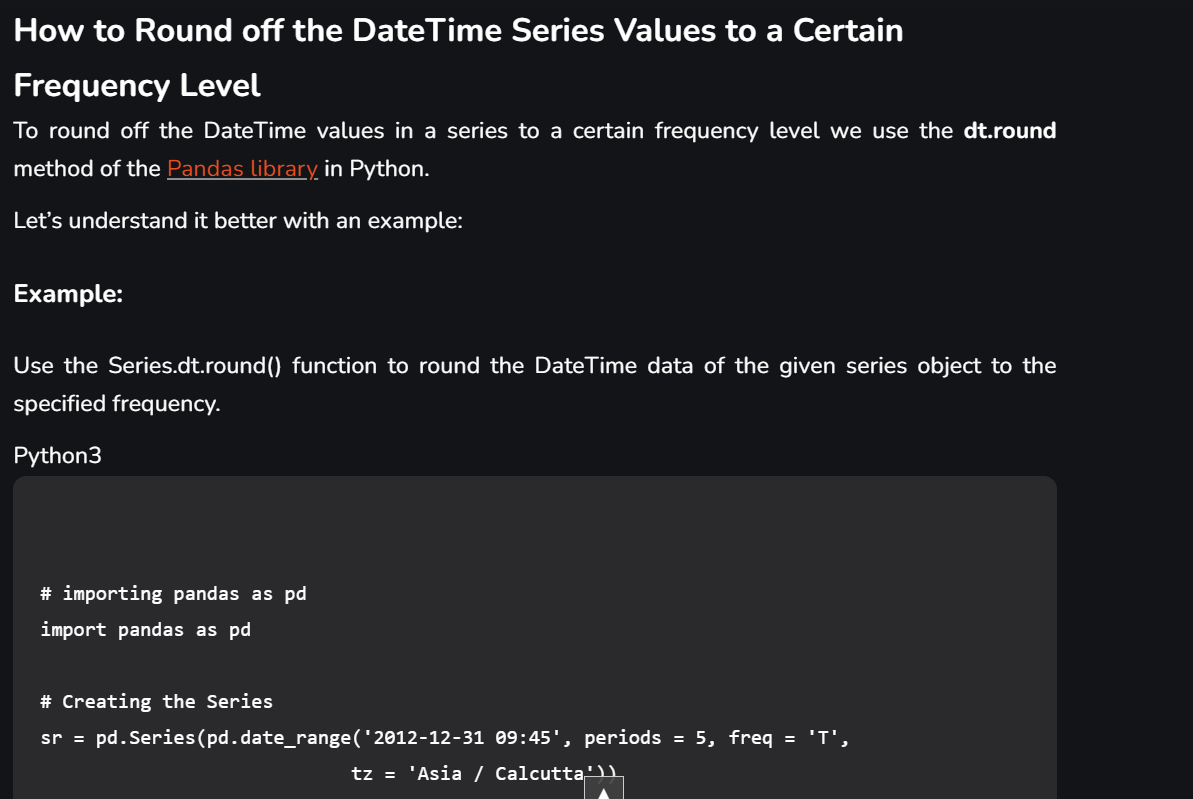 How to Round off the DateTime Series Values to a Certain
Frequency Level
To round off the DateTime values in a series to a certain frequency level we use the dt.round
method of the Pandas library in Python.
Let’s understand it better with an example:
Example:
Use the Series.dt.round() function to round the DateTime data of the given series object to the
specified frequency.
Python3
# importing pandas as pd
import pandas as pd
# Creating the Series
sr = pd.Series(pd.date_range('2012-12-31 09:45', periods = 5, freq = 'T',
tz = 'Asia / Calcutta'))